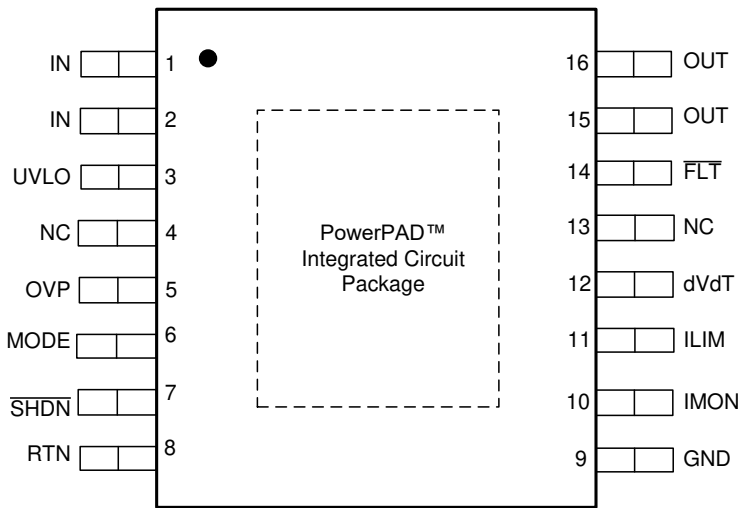 IN 1 16 OUT
IN 2 15 OUT
UVLO 3 14 FLT
NC 4 13 NC
PowerPAD™
Integrated Circuit
Package
OVP 5 12 dVdT
MODE 6 11 ILIM
SHDN 7 10 IMON
RTN 8 9 GND